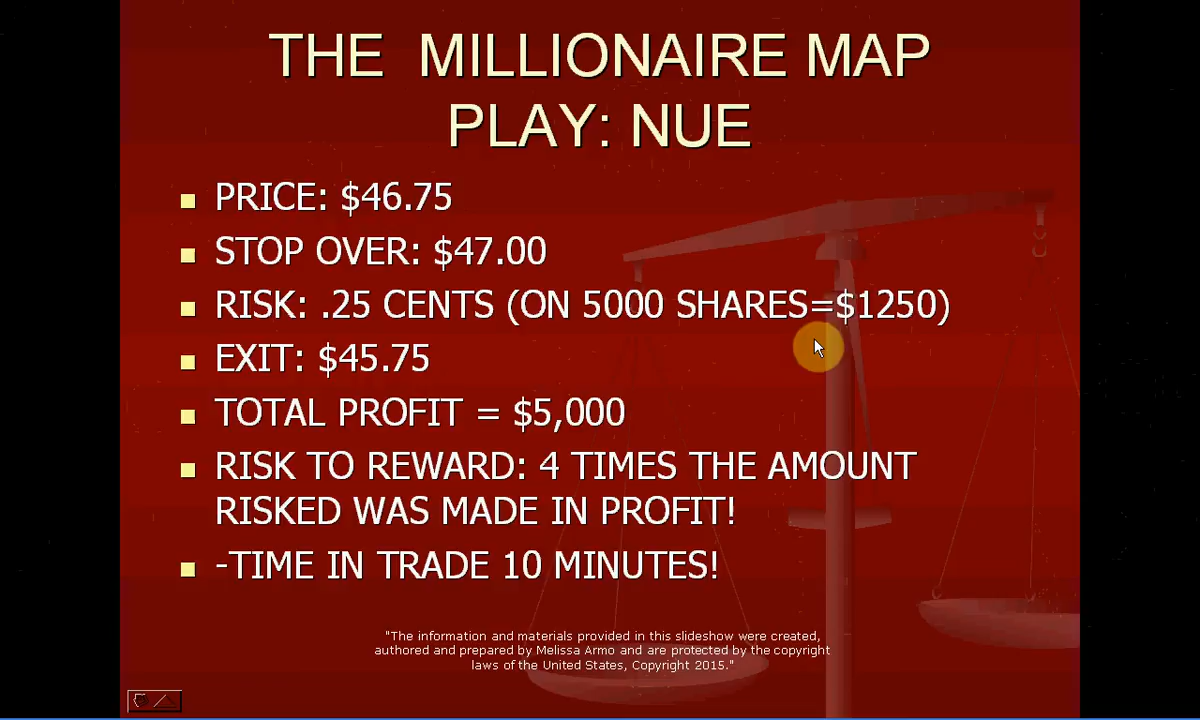 THE MILLIONAIRE MAP
PLAY: NUE
PRICE: $46.75
STOP OVER: $47.00
RISK: .25 CENTS (ON 5000 SHARES=$1250)
EXIT: $45.75
TOTAL PROFIT = $5,000
RISK TO REWARD: 4 TIMES THE AMOUNT
RISKED WAS MADE IN PROFIT!
-TIME IN TRADE 10 MINUTES!
"The information and materials provided in this slideshow were created,
authored and prepared by Melissa Armo and are protected by the copyright
laws of the United States, Copyright 2015."